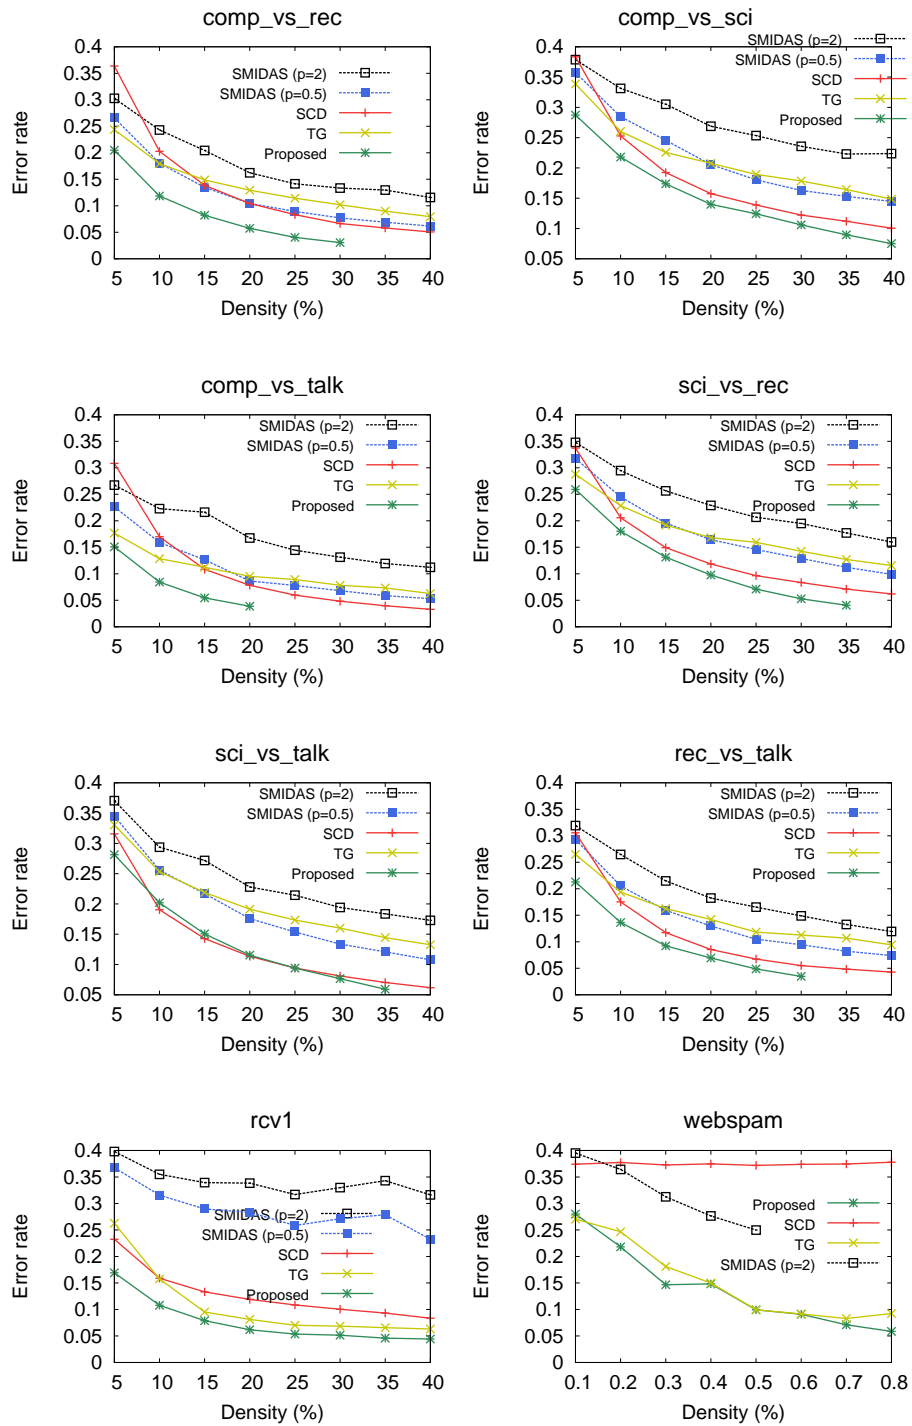 comp_vs_rec
0.4
0.35
0.3
0.25
0.2
0.15
0.1
0.05
0
Error rate
SMIDAS (p=2)
SMIDAS (p=0.5)
SCD
TG
Proposed
5 10 15 20 25 30 35 40
Density (%)
comp_vs_sci
0.4
0.35
0.3
0.25
0.2
0.15
0.1
0.05
Error rate
SMIDAS (p=2)
SMIDAS (p=0.5)
SCD
TG
Proposed
5 10 15 20 25 30 35 40
Density (%)
comp_vs_talk
0.4
0.35
0.3
0.25
0.2
0.15
0.1
0.05
0
Error rate
SMIDAS (p=2)
SMIDAS (p=0.5)
SCD
TG
Proposed
5 10 15 20 25 30 35 40
Density (%)
sci_vs_rec
0.4
0.35
0.3
0.25
0.2
0.15
0.1
0.05
0
Error rate
SMIDAS (p=2)
SMIDAS (p=0.5)
SCD
TG
Proposed
5 10 15 20 25 30 35 40
Density (%)
sci_vs_talk
0.4
0.35
0.3
0.25
0.2
0.15
0.1
0.05
Error rate
SMIDAS (p=2)
SMIDAS (p=0.5)
SCD
TG
Proposed
5 10 15 20 25 30 35 40
Density (%)
rec_vs_talk
0.4
0.35
0.3
0.25
0.2
0.15
0.1
0.05
0
Error rate
SMIDAS (p=2)
SMIDAS (p=0.5)
SCD
TG
Proposed
5 10 15 20 25 30 35 40
Density (%)
rcv1
0.4
0.35
0.3
0.25
0.2
0.15
0.1
0.05
0
Error rate
SMIDAS (p=2)
SMIDAS (p=0.5)
SCD
TG
Proposed
5 10 15 20 25 30 35 40
Density (%)
webspam
0.4
0.35
0.3
0.25
0.2
0.15
0.1
0.05
0
Error rate
Proposed
SCD
TG
SMIDAS (p=2)
0.1 0.2 0.3 0.4 0.5 0.6 0.7 0.8
Density (%)